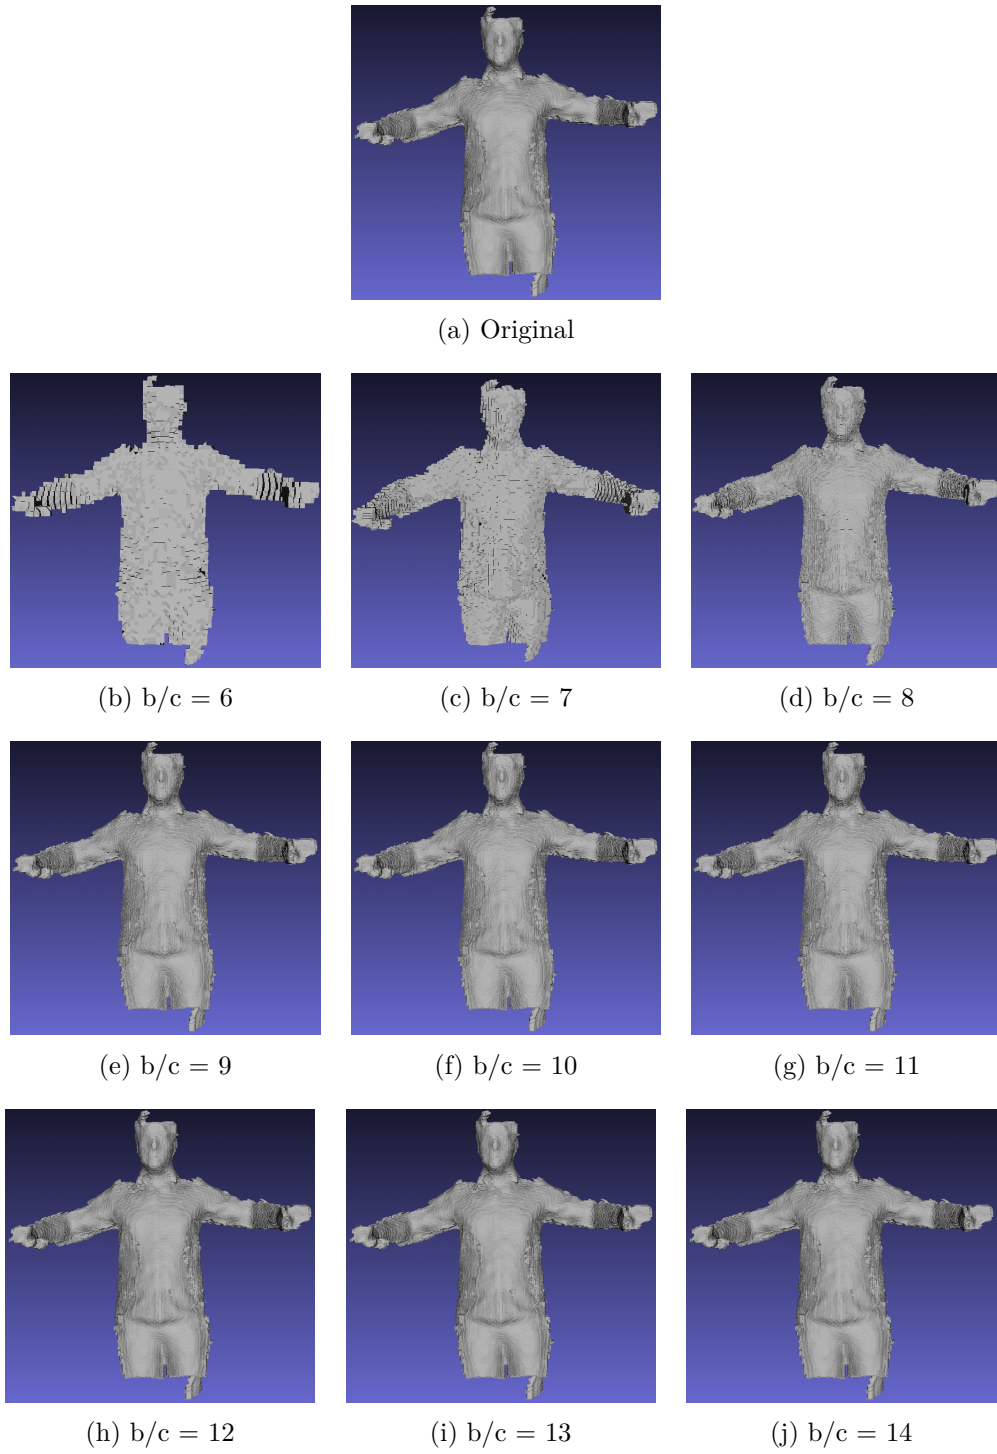 (a) Original
(b) b/c = 6
(c) b/c = 7
(d) b/c = 8
(e) b/c = 9
(f) b/c = 10
(g) b/c = 11
(h) b/c = 12
(i) b/c = 13
(j) b/c = 14